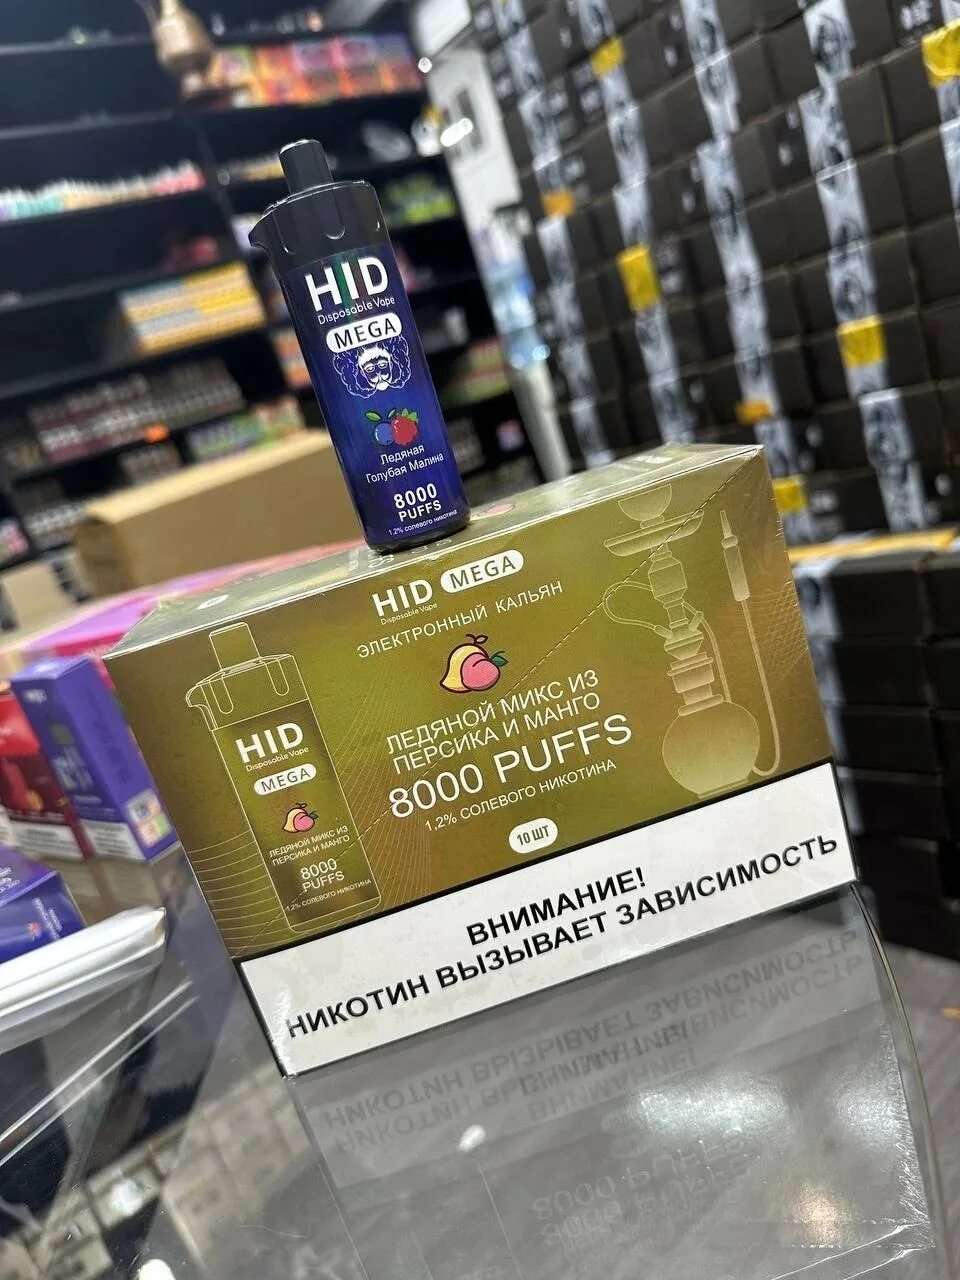 HID
Disposable Vape
MEGA
Ледяная
Голубая Малина
8000
PUFFS
1.2% солевого никотина
HID MEGA
Disposable Vape
ЭЛЕКТРОННЫЙ КАЛЬЯН
ЛЕДЯНОЙ МИКС ИЗ
ПЕРСИКА И МАНГО
8000 PUFFS
1,2% СОЛЕВОГО НИКОТИНА
10 ШТ
HID
Disposable Vape
MEGA
ЛЕДЯНОЙ МИКС ИЗ
ПЕРСИКА И МАНГО
8000
PUFFS
1,2% СОЛЕВОГО НИКОТИНА
ВНИМАНИЕ!
НИКОТИН ВЫЗЫВАЕТ ЗАВИСИМОСТЬ